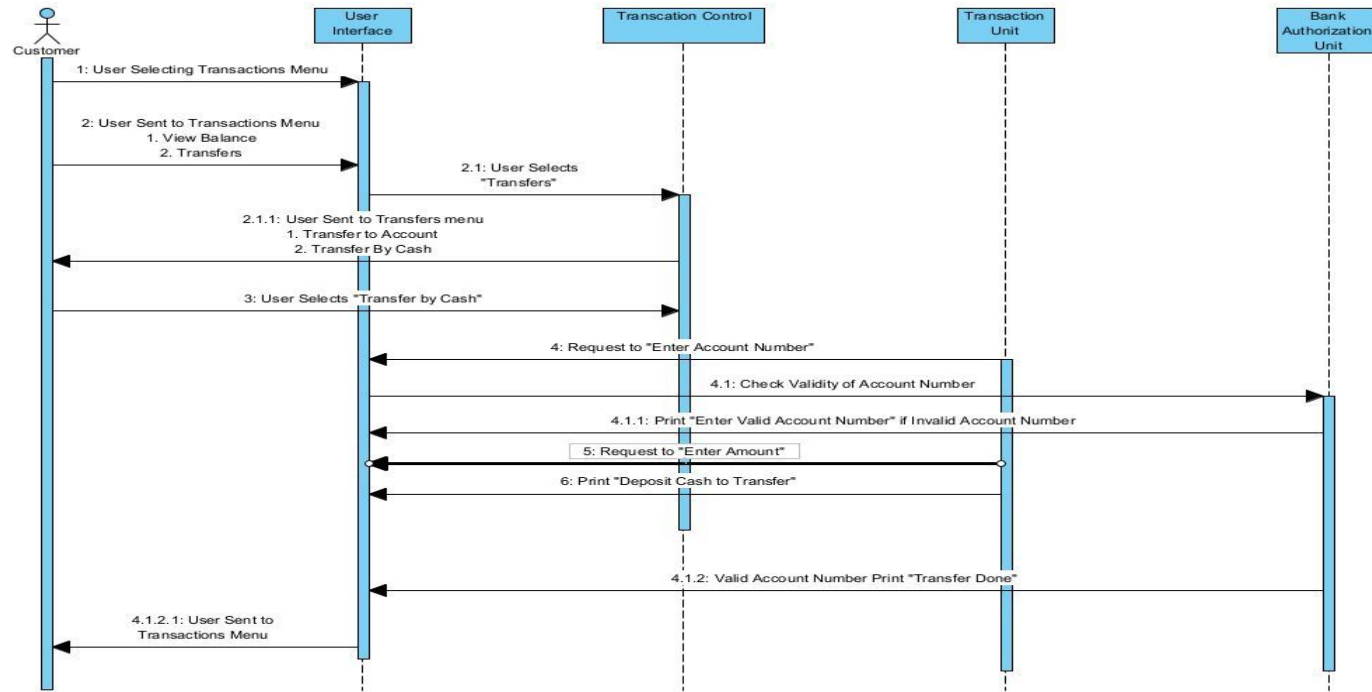 Customer
User
Interface
Transcation Control
Transaction
Unit
Bank
Authorization
Unit
1: User Selecting Transactions Menu
2: User Sent to Transactions Menu
1. View Balance
2. Transfers
2.1: User Selects
"Transfers"
2.1.1: User Sent to Transfers menu
1. Transfer to Account
2. Transfer By Cash
3: User Selects "Transfer by Cash"
4: Request to "Enter Account Number"
4.1: Check Validity of Account Number
4.1.1: Print "Enter Valid Account Number" if Invalid Account Number
5: Request to "Enter Amount"
6: Print "Deposit Cash to Transfer"
4.1.2: Valid Account Number Print "Transfer Done"
4.1.2.1: User Sent to
Transactions Menu